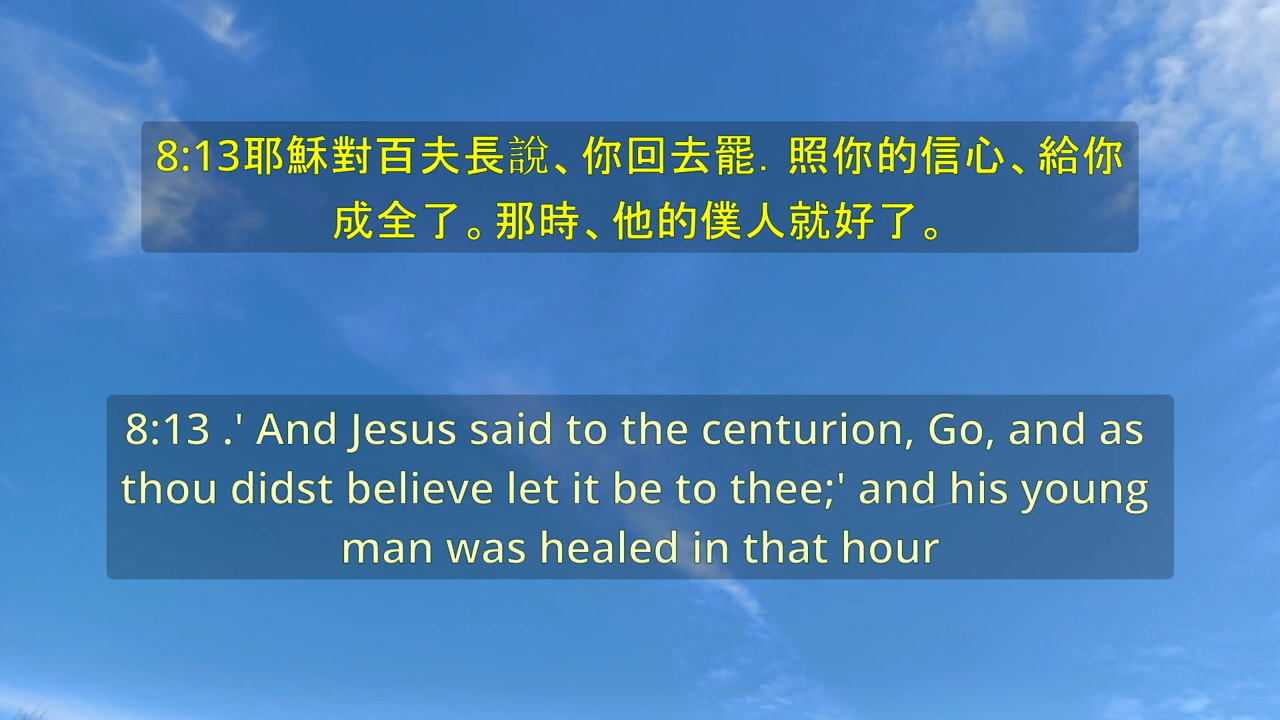 8:13耶穌對百夫長說、你回去罷．照你的信心、給你
成全了。那時、他的僕人就好了。
8:13 .' And Jesus said to the centurion, Go, and as
thou didst believe let it be to thee;' and his young
man was healed in that hour